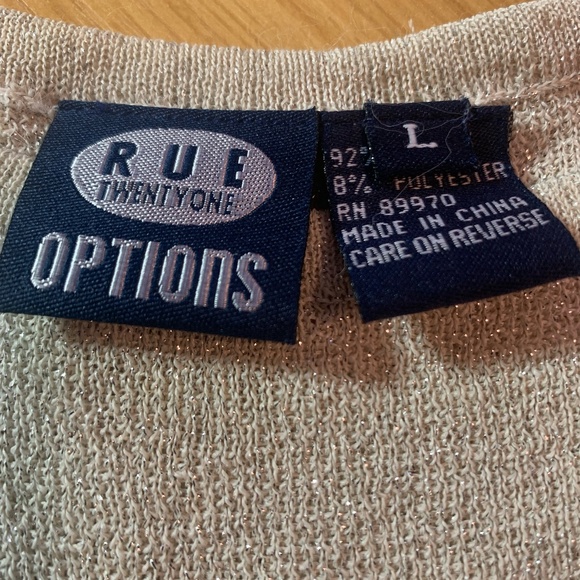 RUE
TWENTYONE
OPTIONS
L
92%
8% POLYESTER
RN 89970
MADE IN CHINA
CARE ON REVERSE